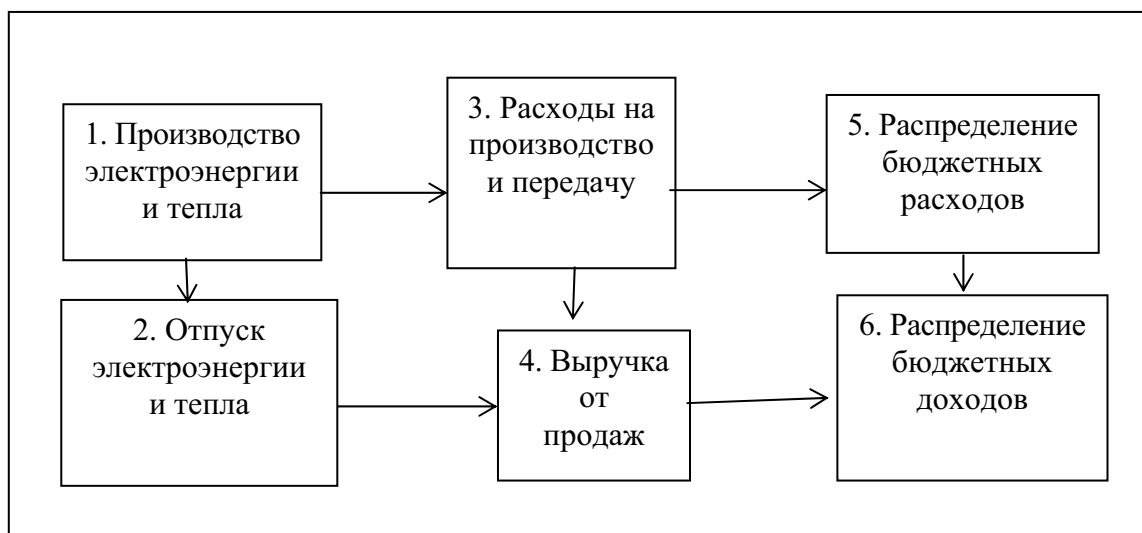 1. Производство
электроэнергии
и тепла
2. Отпуск
электроэнергии
и тепла
3. Расходы на
производство
и передачу
4. Выручка
от
продаж
5. Распределение
бюджетных
расходов
6. Распределение
бюджетных
доходов